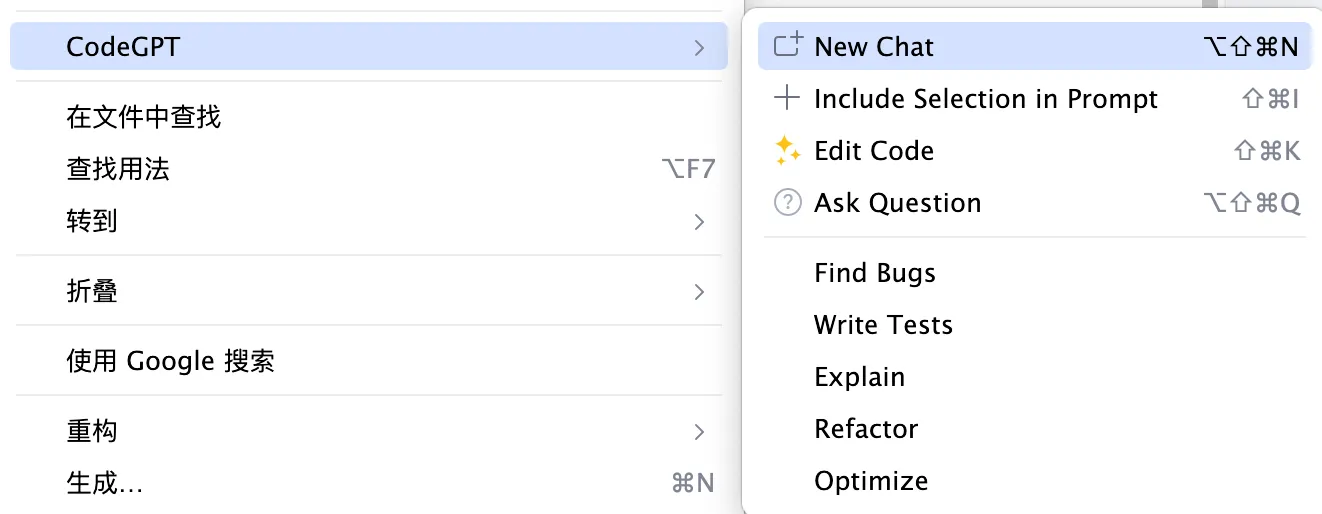 CodeGPT
在文件中查找
查找用法 ⌥F7
转到
折叠
使用 Google 搜索
重构
生成... ⌘N
New Chat ⌥⇧⌘N
Include Selection in Prompt ⇧⌘I
Edit Code ⇧⌘K
Ask Question ⌥⇧⌘Q
Find Bugs
Write Tests
Explain
Refactor
Optimize